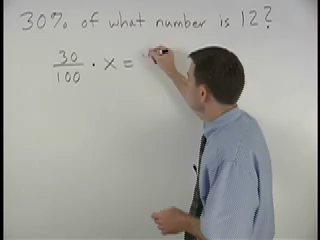 30% of what number is 12?
30/100 · x =